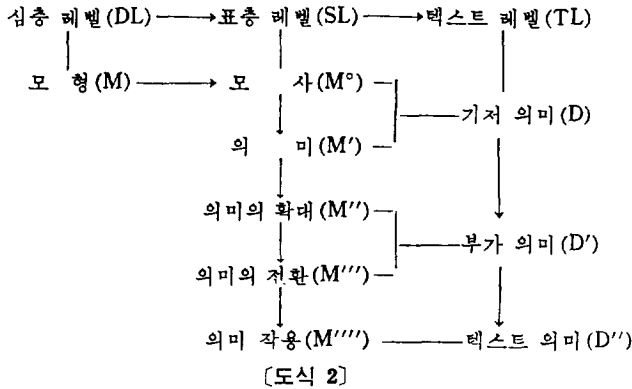 심층 레벨(DL) 표층 레벨(SL) 텍스트 레벨(TL)
모 형(M) 모 사(M°)
기저 의미(D)
의 미(M′)
의미의 확대(M′′)
부가 의미(D′)
의미의 전환(M′′′)
의미 작용(M′′′′) 텍스트 의미(D′′)
〔도식 2〕